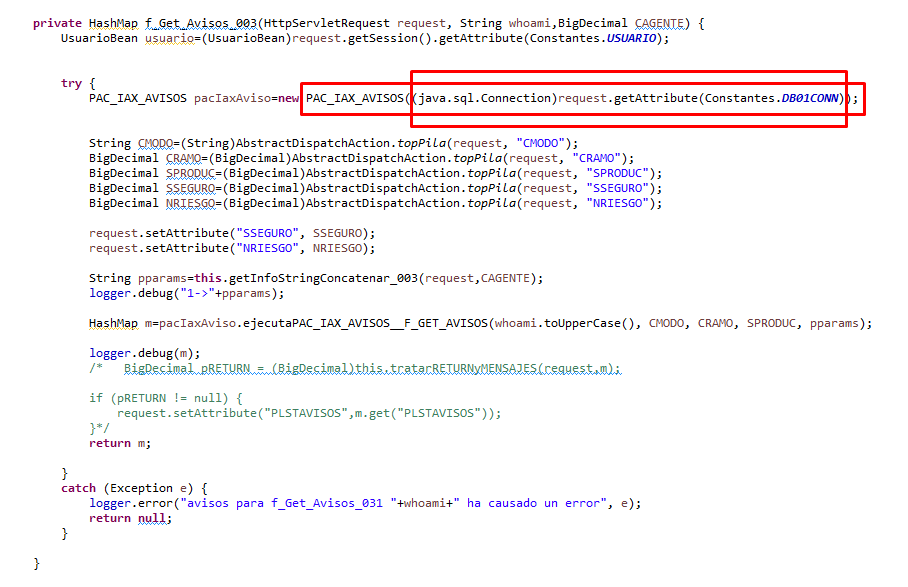 private HashMap f_Get_Avisos_003(HttpServletRequest request, String whoami,BigDecimal CAGENTE) {
UsuarioBean usuario=(UsuarioBean)request.getSession().getAttribute(Constantes.USUARIO);
try {
PAC_IAX_AVISOS pacIaxAviso=new PAC_IAX_AVISOS((java.sql.Connection)request.getAttribute(Constantes.DB01CONN));
String CMODO=(String)AbstractDispatchAction.topPila(request, "CMODO");
BigDecimal CRAMO=(BigDecimal)AbstractDispatchAction.topPila(request, "CRAMO");
BigDecimal SPRODUC=(BigDecimal)AbstractDispatchAction.topPila(request, "SPRODUC");
BigDecimal SSEGURO=(BigDecimal)AbstractDispatchAction.topPila(request, "SSEGURO");
BigDecimal NRIESGO=(BigDecimal)AbstractDispatchAction.topPila(request, "NRIESGO");
request.setAttribute("SSEGURO", SSEGURO);
request.setAttribute("NRIESGO", NRIESGO);
String pparams=this.getInfoStringConcatenar_003(request,CAGENTE);
logger.debug("1->"+pparams);
HashMap m=pacIaxAviso.ejecutaPAC_IAX_AVISOS__F_GET_AVISOS(whoami.toUpperCase(), CMODO, CRAMO, SPRODUC, pparams);
logger.debug(m);
/*   BigDecimal pRETURN = (BigDecimal)this.tratarRETURNyMENSAJES(request,m);
if (pRETURN != null) {
request.setAttribute("PLSTAVISOS",m.get("PLSTAVISOS"));
}*/
return m;
}
catch (Exception e) {
logger.error("avisos para f_Get_Avisos_031 "+whoami+" ha causado un error", e);
return null;
}
}